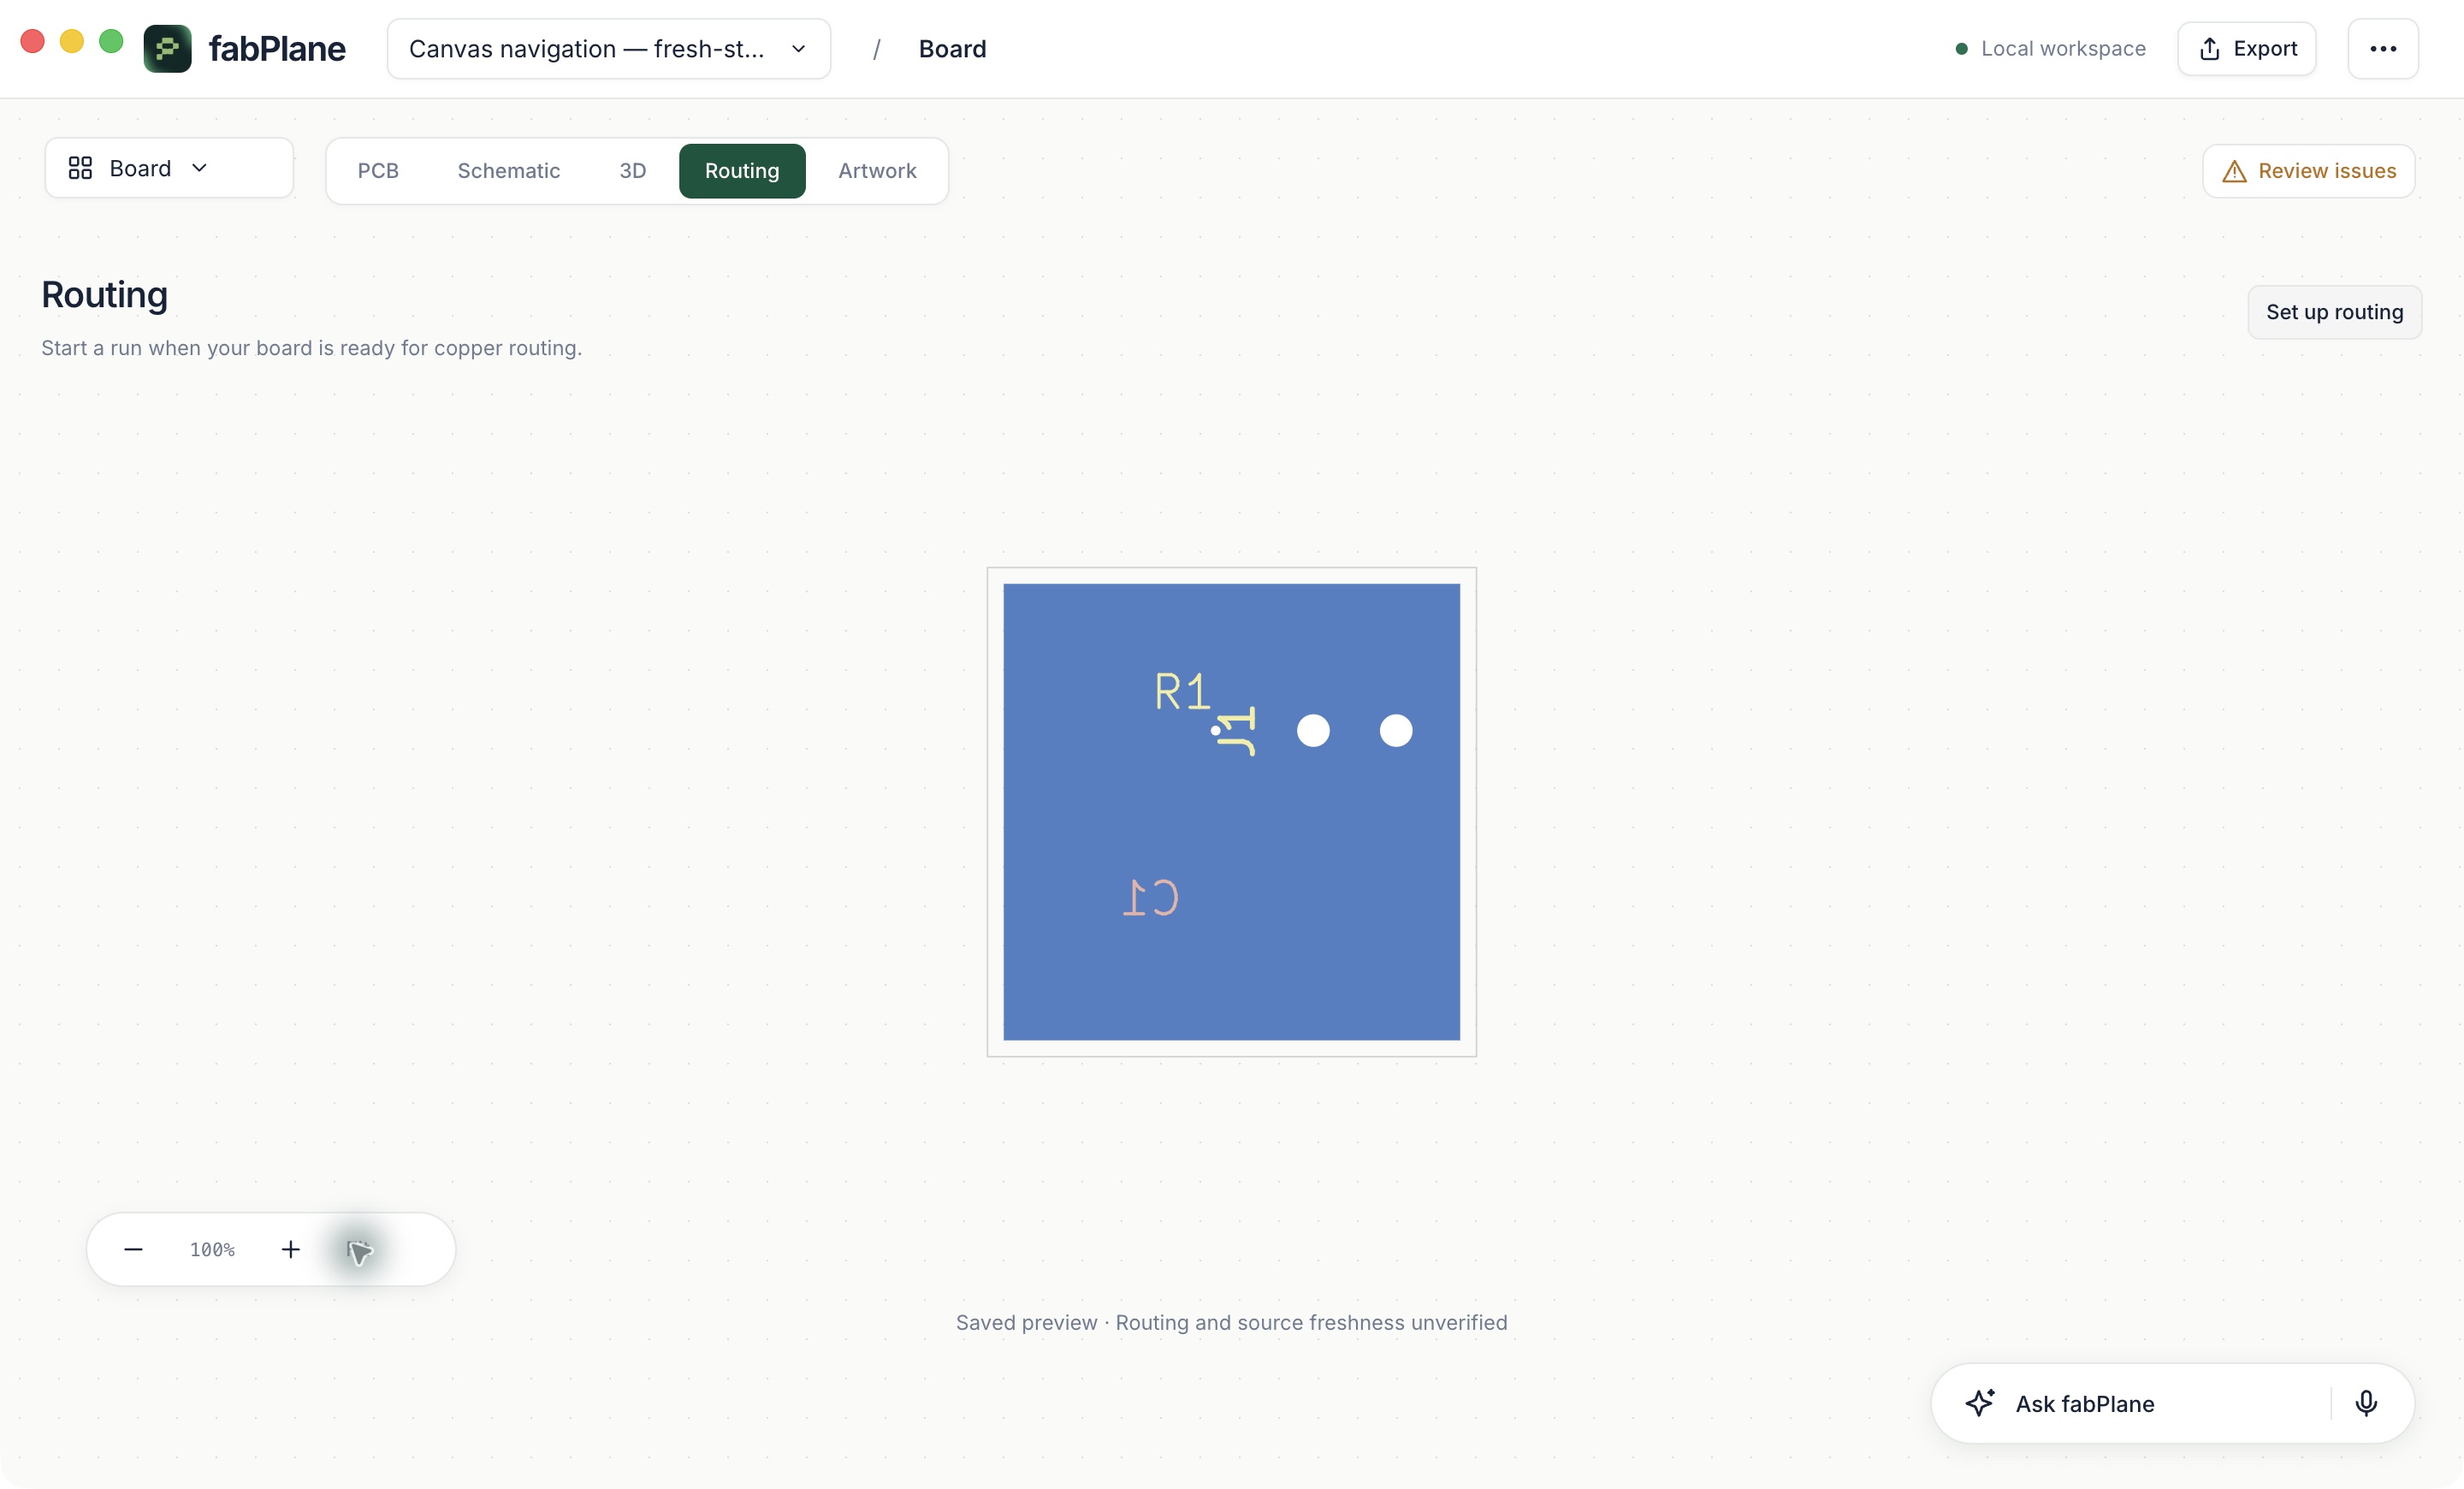 fabPlane
Canvas navigation — fresh-st...
/
Board
Local workspace
Export
Board
PCB
Schematic
3D
Routing
Artwork
Review issues
Routing
Set up routing
Start a run when your board is ready for copper routing.
R1
J1
C1
100%
Saved preview · Routing and source freshness unverified
Ask fabPlane